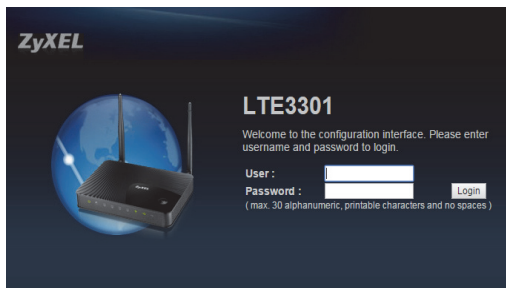 ZyXEL
LTE3301
Welcome to the configuration interface. Please enter
username and password to login.
User :
Password :
Login
( max. 30 alphanumeric, printable characters and no spaces )
ZyXEL